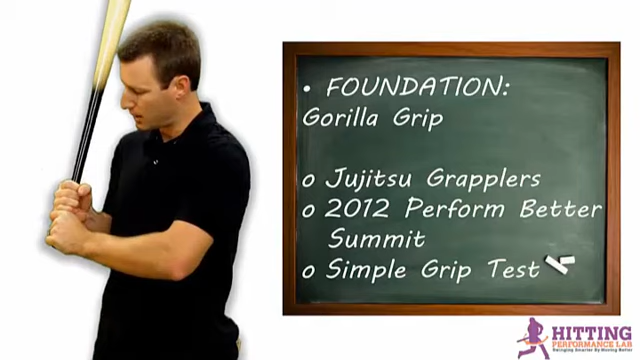 • FOUNDATION:
Gorilla Grip
o Jujitsu Grapplers
o 2012 Perform Better
Summit
o Simple Grip Test
HITTING
PERFORMANCE LAB
Swinging Smarter By Moving Better